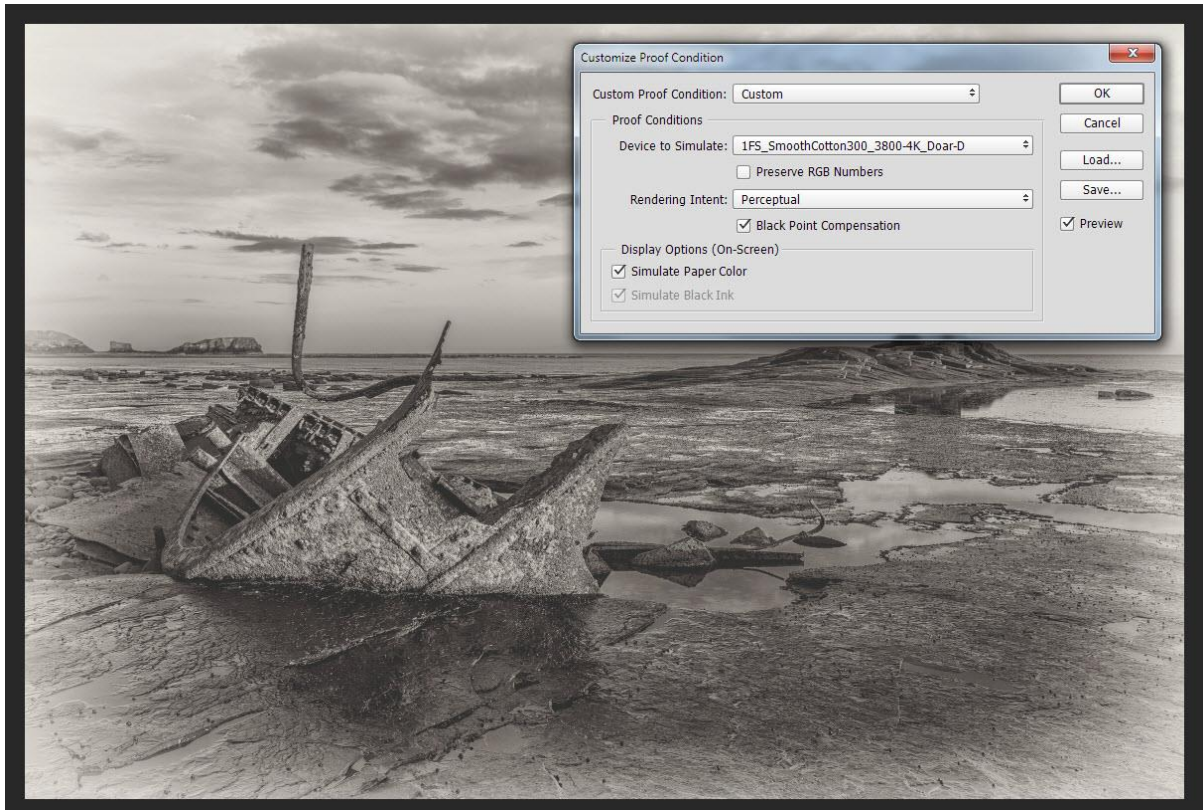 Customize Proof Condition
Custom Proof Condition: Custom
OK
Proof Conditions
Cancel
Device to Simulate: 1FS_SmoothCotton300_3800-4K_Doar-D
Preserve RGB Numbers
Load...
Rendering Intent: Perceptual
Save...
Black Point Compensation
Preview
Display Options (On-Screen)
Simulate Paper Color
Simulate Black Ink